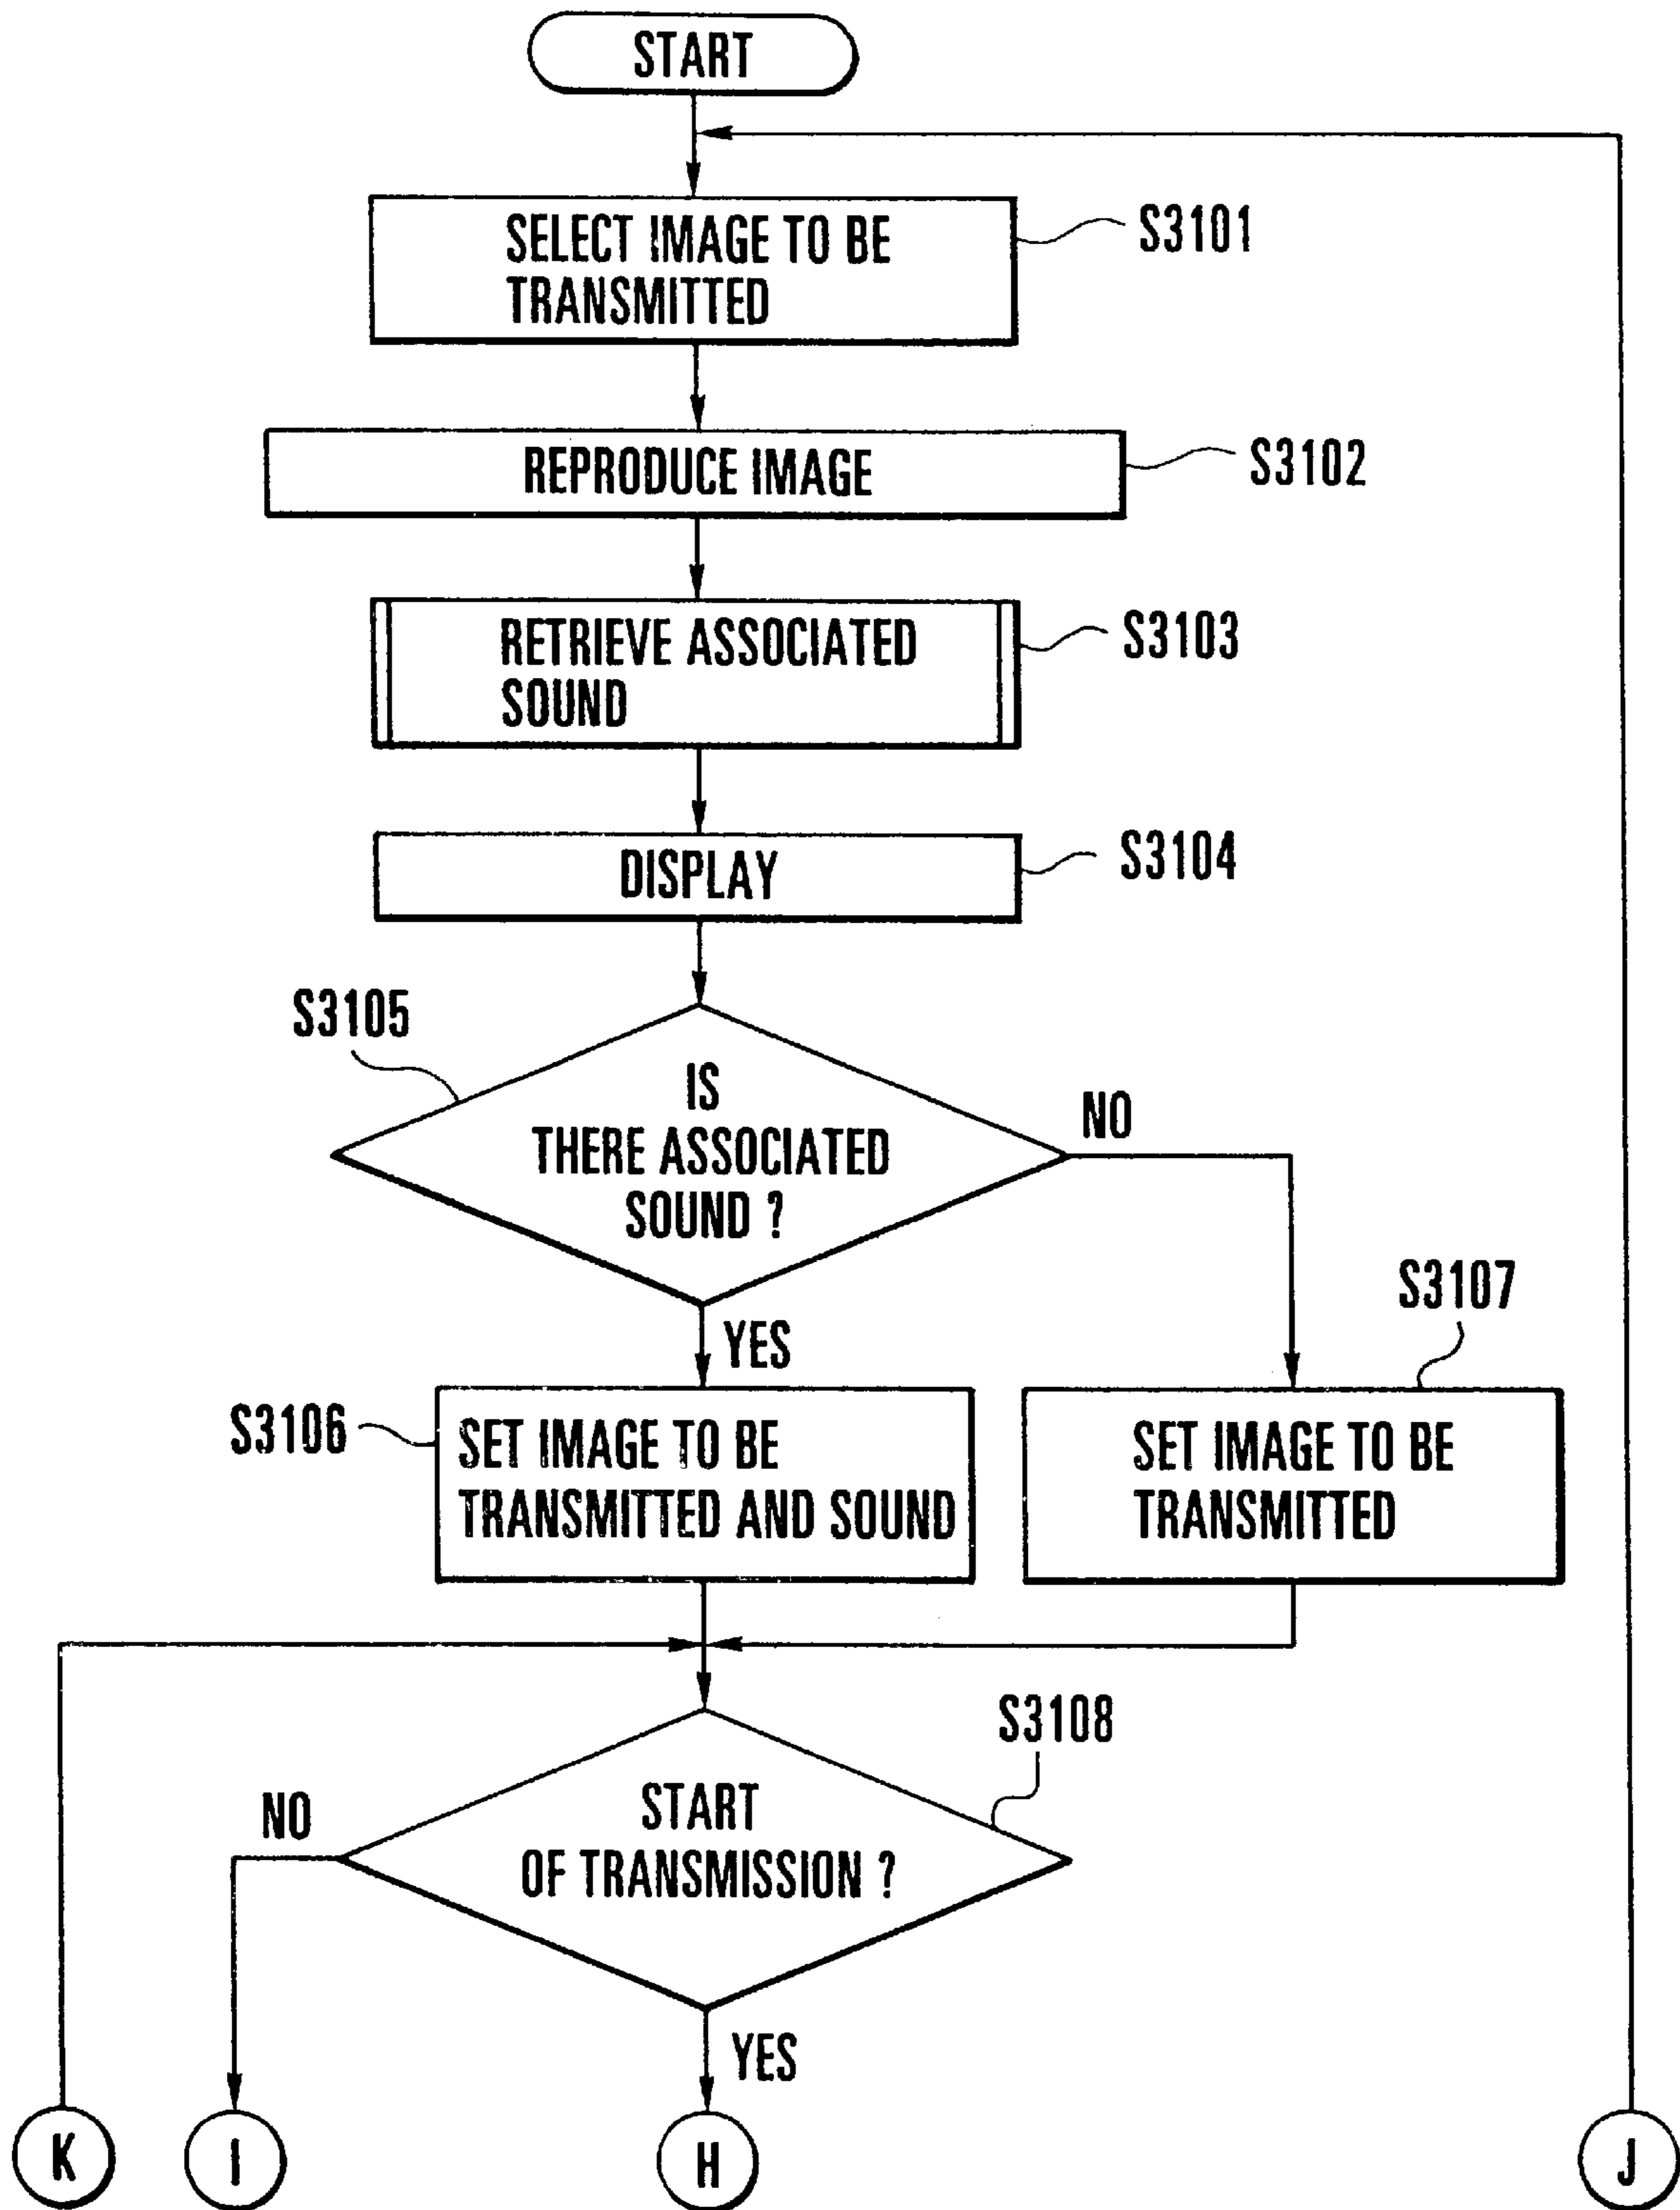 START
SELECT IMAGE TO BE
TRANSMITTED
S3101
REPRODUCE IMAGE
S3102
RETRIEVE ASSOCIATED
SOUND
S3103
DISPLAY
S3104
S3105
IS
THERE ASSOCIATED
SOUND ?
NO
YES
S3107
S3106
SET IMAGE TO BE
TRANSMITTED AND SOUND
SET IMAGE TO BE
TRANSMITTED
S3108
NO
START
OF TRANSMISSION ?
YES
K
I
H
J